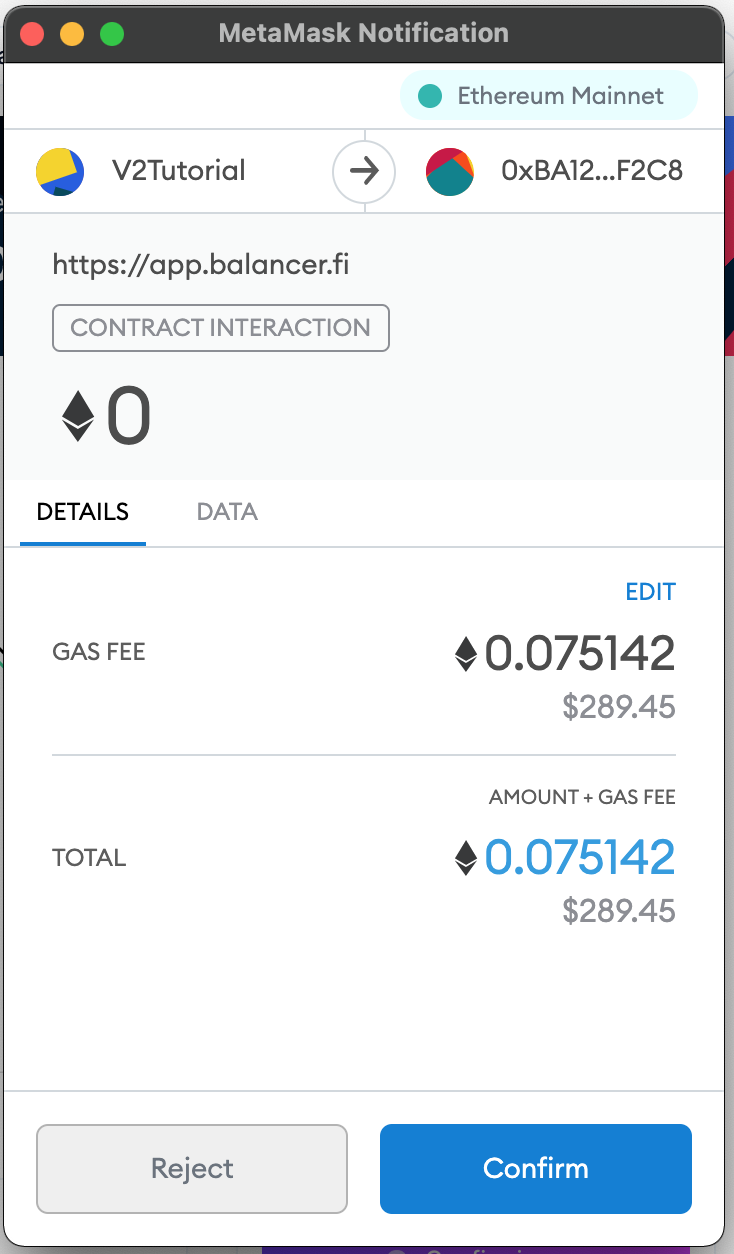 MetaMask Notification
Ethereum Mainnet
V2Tutorial
0xBA12...F2C8
https://app.balancer.fi
CONTRACT INTERACTION
0
DETAILS DATA
EDIT
GAS FEE
0.075142
$289.45
AMOUNT + GAS FEE
TOTAL
0.075142
$289.45
Reject
Confirm